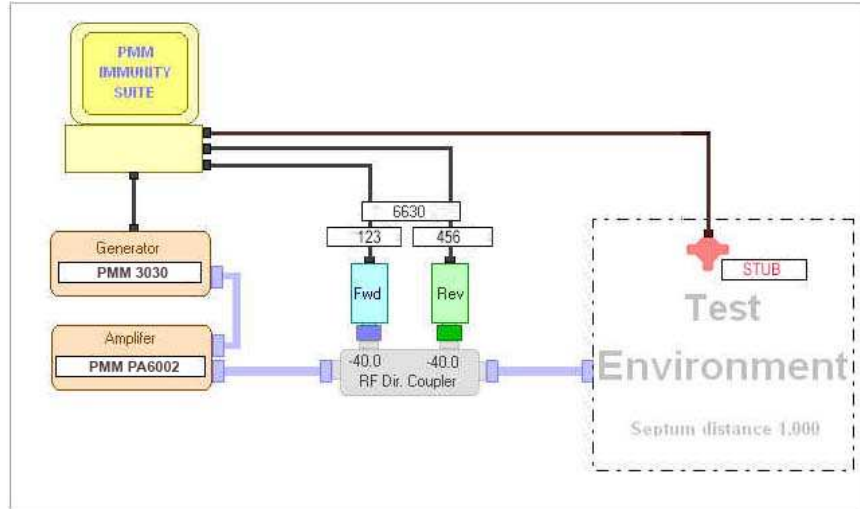 PMM
IMMUNITY
SUITE
6630
123
456
Generator
PMM 3030
Fwd
Rev
STUB
Test
Environment
Amplifer
PMM PA6002
-40.0
-40.0
RF Dir. Coupler
Septum distance 1.000